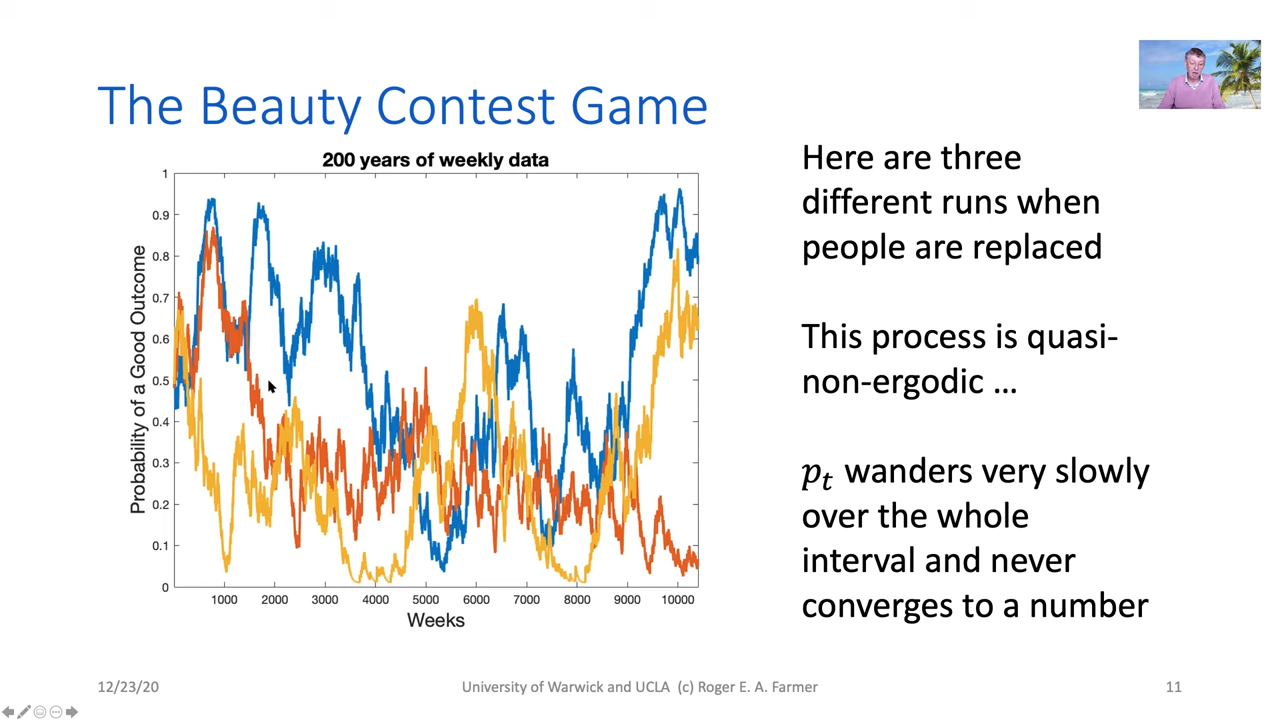 The Beauty Contest Game
200 years of weekly data
Probability of a Good Outcome
1
0.9
0.8
0.7
0.6
0.5
0.4
0.3
0.2
0.1
0
1000 2000 3000 4000 5000 6000 7000 8000 9000 10000
Weeks
Here are three
different runs when
people are replaced
This process is quasi-
non-ergodic …
𝑝𝑡 wanders very slowly
over the whole
interval and never
converges to a number
12/23/20
University of Warwick and UCLA (c) Roger E. A. Farmer
11